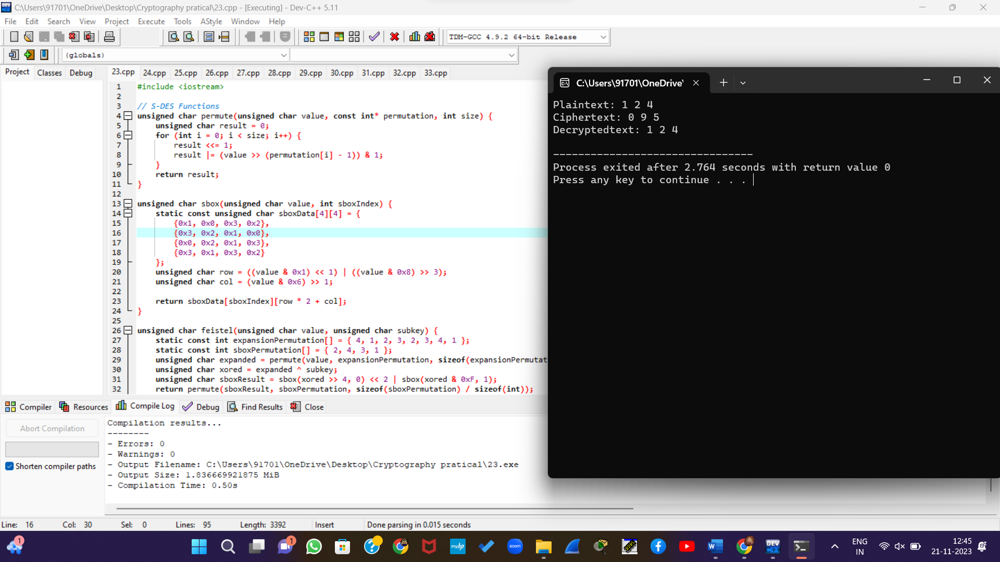 C:\Users\91701\OneDrive\Desktop\Cryptography pratical\23.cpp - [Executing] - Dev-C++ 5.11
File Edit Search View Project Execute Tools AStyle Window Help
TDM-GCC 4.9.2 64-bit Release
(globals)
Project Classes Debug
23.cpp 24.cpp 25.cpp 26.cpp 27.cpp 28.cpp 29.cpp 30.cpp 31.cpp 32.cpp 33.cpp
1 #include <iostream>
2
3 // S-DES Functions
4 unsigned char permute(unsigned char value, const int* permutation, int size) {
5 unsigned char result = 0;
6 for (int i = 0; i < size; i++) {
7 result <<= 1;
8 result |= (value >> (permutation[i] - 1)) & 1;
9 }
10 return result;
11 }
12
13 unsigned char sbox(unsigned char value, int sboxIndex) {
14 static const unsigned char sboxData[4][4] = {
15 {0x1, 0x0, 0x3, 0x2},
16 {0x3, 0x2, 0x1, 0x0},
17 {0x0, 0x2, 0x1, 0x3},
18 {0x3, 0x1, 0x3, 0x2}
19 };
20 unsigned char row = ((value & 0x1) << 1) | ((value & 0x8) >> 3);
21 unsigned char col = (value & 0x6) >> 1;
22
23 return sboxData[sboxIndex][row * 2 + col];
24 }
25
26 unsigned char feistel(unsigned char value, unsigned char subkey) {
27 static const int expansionPermutation[] = { 4, 1, 2, 3, 2, 3, 4, 1 };
28 static const int sboxPermutation[] = { 2, 4, 3, 1 };
29 unsigned char expanded = permute(value, expansionPermutation, sizeof(expansionPermutat
30 unsigned char xored = expanded ^ subkey;
31 unsigned char sboxResult = sbox(xored >> 4, 0) << 2 | sbox(xored & 0xF, 1);
32 return permute(sboxResult, sboxPermutation, sizeof(sboxPermutation) / sizeof(int));
C:\Users\91701\OneDrive\
Plaintext: 1 2 4
Ciphertext: 0 9 5
Decryptedtext: 1 2 4
--------------------------------
Process exited after 2.764 seconds with return value 0
Press any key to continue . . .
Compiler Resources Compile Log Debug Find Results Close
Abort Compilation
Shorten compiler paths
Compilation results...
--------
- Errors: 0
- Warnings: 0
- Output Filename: C:\Users\91701\OneDrive\Desktop\Cryptography pratical\23.exe
- Output Size: 1.836669921875 MiB
- Compilation Time: 0.50s
Line: 16 Col: 30 Sel: 0 Lines: 95 Length: 3392 Insert Done parsing in 0.015 seconds
1
1
myhp
zoom
W
DEV
ENG
IN
12:45
21-11-2023